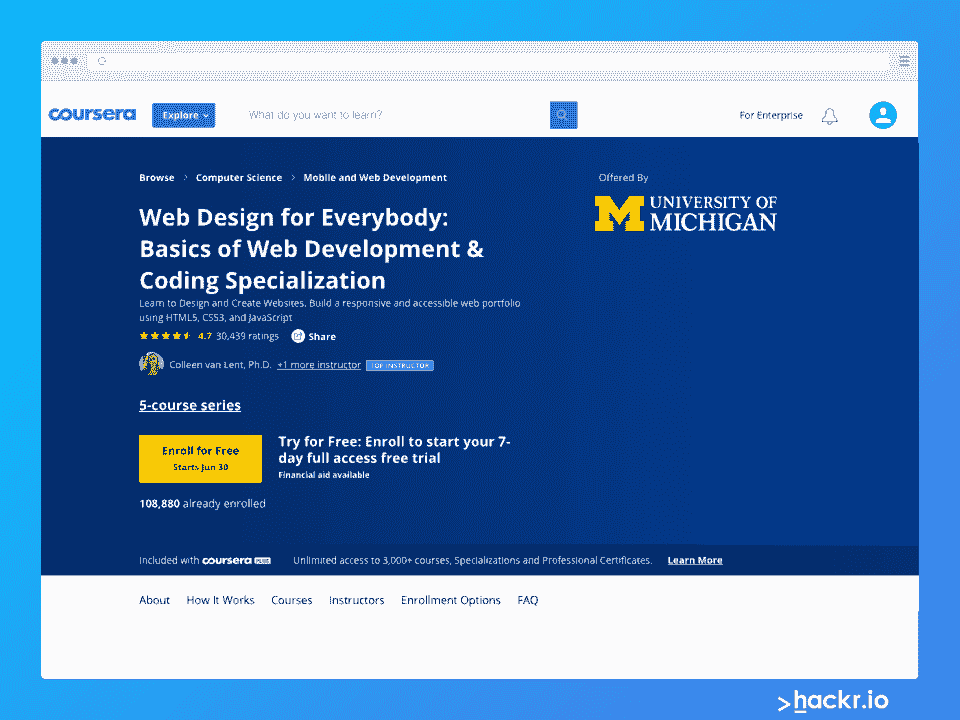 coursera
Explore
What do you want to learn?
For Enterprise
Browse > Computer Science > Mobile and Web Development
Offered By
UNIVERSITY OF
MICHIGAN
Web Design for Everybody:
Basics of Web Development &
Coding Specialization
Learn to Design and Create Websites. Build a responsive and accessible web portfolio
using HTML5, CSS3, and JavaScript
4.7 30,439 ratings Share
Colleen van Lent, Ph.D. +1 more instructor TOP INSTRUCTOR
5-course series
Enroll for Free
Starts Jun 30
Try for Free: Enroll to start your 7-
day full access free trial
Financial aid available
108,880 already enrolled
Included with coursera PLUS Unlimited access to 3,000+ courses, Specializations and Professional Certificates. Learn More
About How It Works Courses Instructors Enrollment Options FAQ
>hackr.io